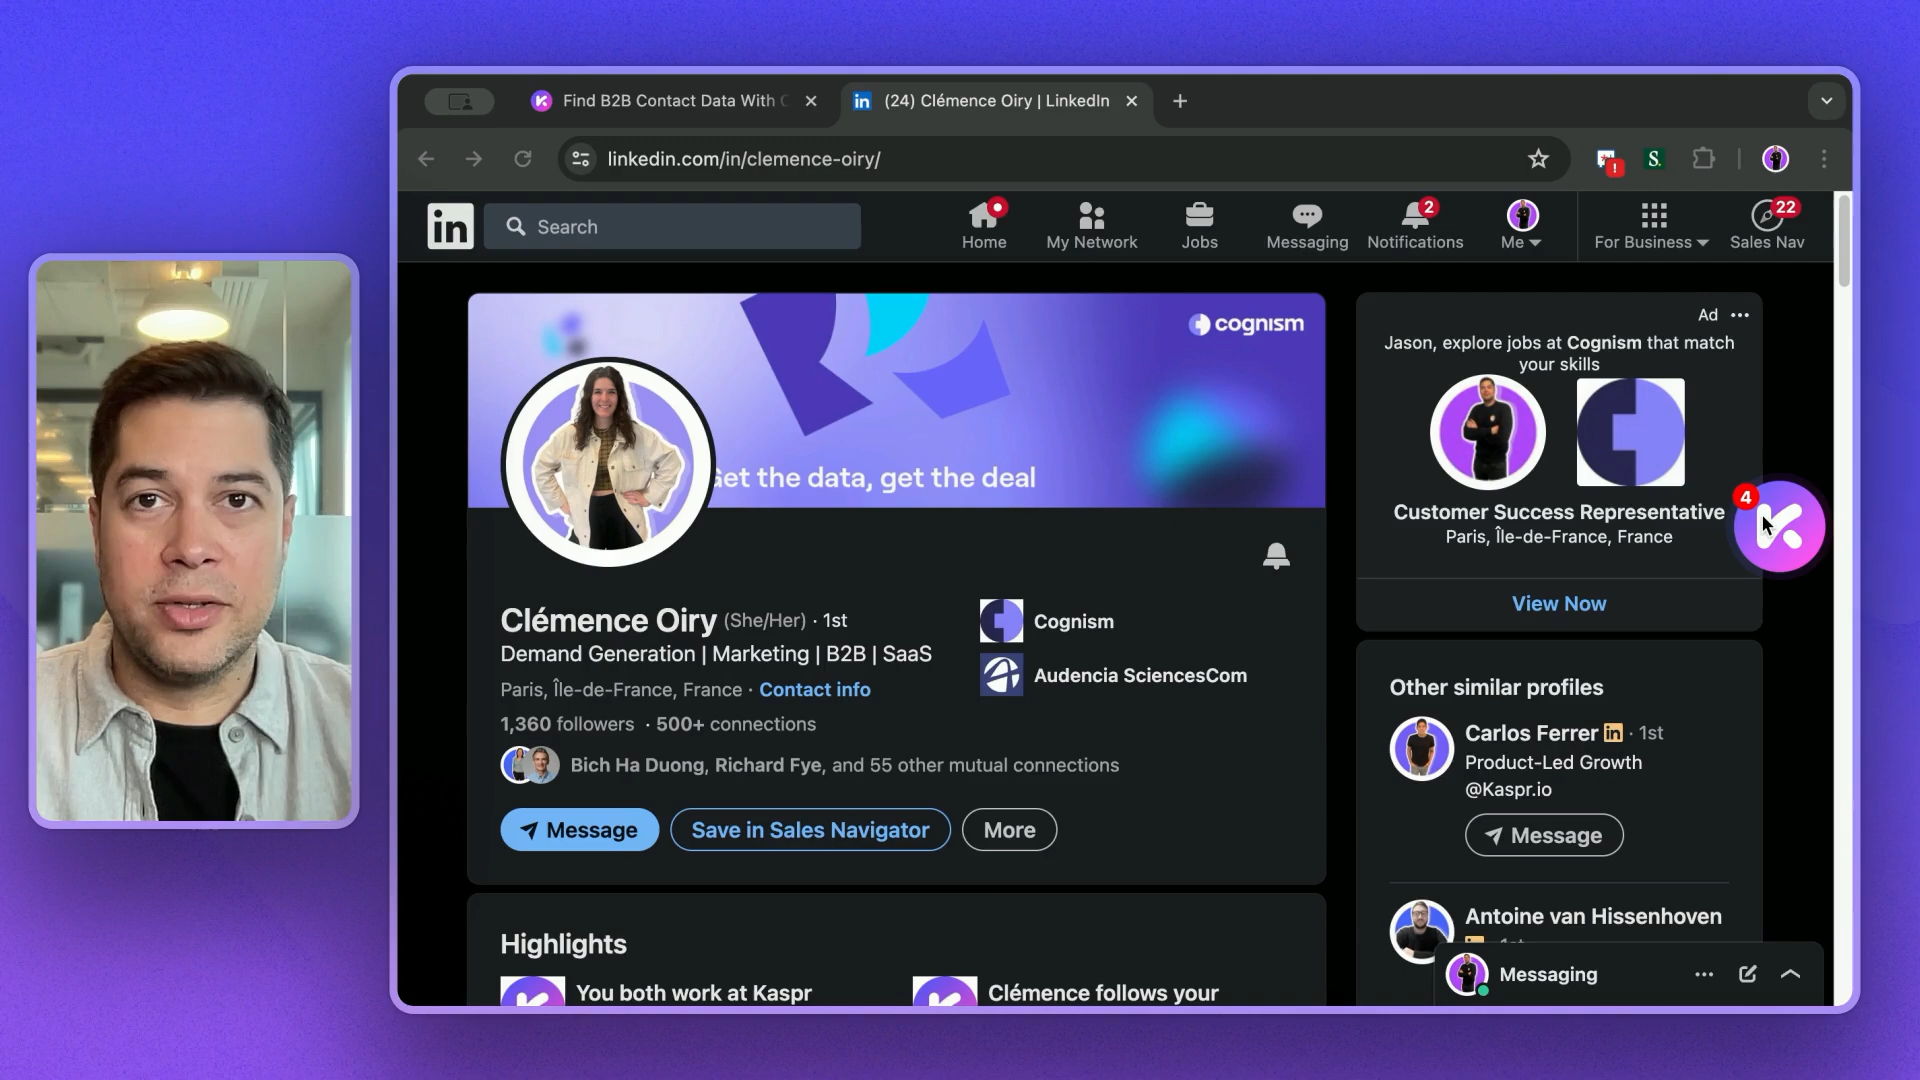 Find B2B Contact Data With C
(24) Clémence Oiry | LinkedIn
linkedin.com/in/clemence-oiry/
!
S.
in
Search
Home
My Network
Jobs
Messaging
2
Notifications
Me
For Business
22
Sales Nav
cognism
Get the data, get the deal
Clémence Oiry (She/Her) · 1st
Demand Generation | Marketing | B2B | SaaS
Paris, Île-de-France, France · Contact info
1,360 followers · 500+ connections
Bich Ha Duong, Richard Fye, and 55 other mutual connections
Message
Save in Sales Navigator
More
Cognism
Audencia SciencesCom
Highlights
You both work at Kaspr
Clémence follows your
Ad
Jason, explore jobs at Cognism that match
your skills
Customer Success Representative
Paris, Île-de-France, France
View Now
4
Other similar profiles
Carlos Ferrer in · 1st
Product-Led Growth
@Kaspr.io
Message
Antoine van Hissenhoven
Messaging